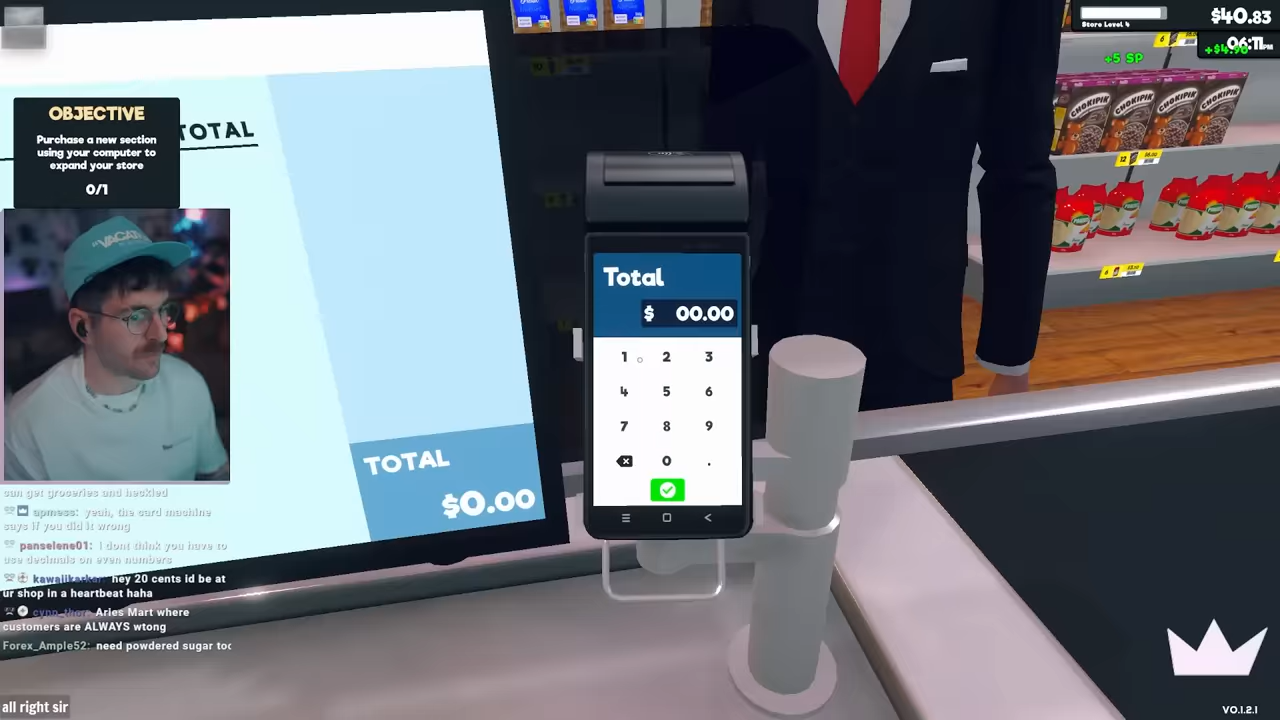 $40.83
Store Level 4
06:11PM
+5 SP
OBJECTIVE
Purchase a new section
using your computer to
expand your store
0/1
TOTAL
CHOKIPIK
CHOKIPIK
CHOKIPIK
CHOKIPIK
"VACAT
Total
$ 00.00
1 2 3
4 5 6
7 8 9
0 .
TOTAL
$0.00
can get groceries and heckled
apmess: yeah, the card machine
says if you did it wrong
panselene01: i dont think you have to
use decimals on even numbers
hey 20 cents id be at
ur shop in a heartbeat haha
Aries Mart where
customers are ALWAYS wtong
Forex_Ample52: need powdered sugar too
all right sir
V0.1.2.1